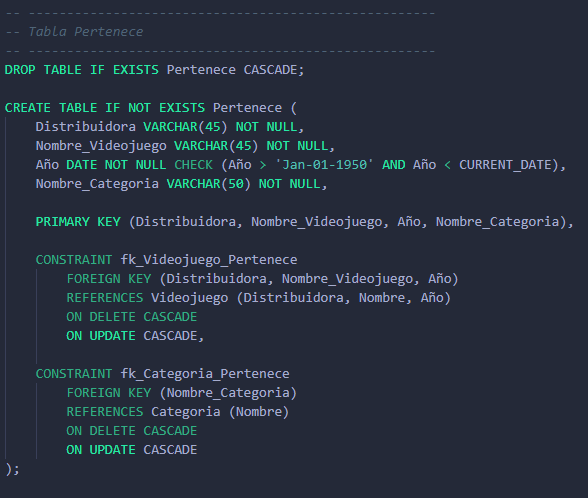 -- --------------------------------------------------
-- Tabla Pertenece
-- --------------------------------------------------
DROP TABLE IF EXISTS Pertenece CASCADE;

CREATE TABLE IF NOT EXISTS Pertenece (
    Distribuidora VARCHAR(45) NOT NULL,
    Nombre_Videojuego VARCHAR(45) NOT NULL,
    Año DATE NOT NULL CHECK (Año > 'Jan-01-1950' AND Año < CURRENT_DATE),
    Nombre_Categoria VARCHAR(50) NOT NULL,

    PRIMARY KEY (Distribuidora, Nombre_Videojuego, Año, Nombre_Categoria),

    CONSTRAINT fk_Videojuego_Pertenece
        FOREIGN KEY (Distribuidora, Nombre_Videojuego, Año)
        REFERENCES Videojuego (Distribuidora, Nombre, Año)
        ON DELETE CASCADE
        ON UPDATE CASCADE,

    CONSTRAINT fk_Categoria_Pertenece
        FOREIGN KEY (Nombre_Categoria)
        REFERENCES Categoria (Nombre)
        ON DELETE CASCADE
        ON UPDATE CASCADE
);